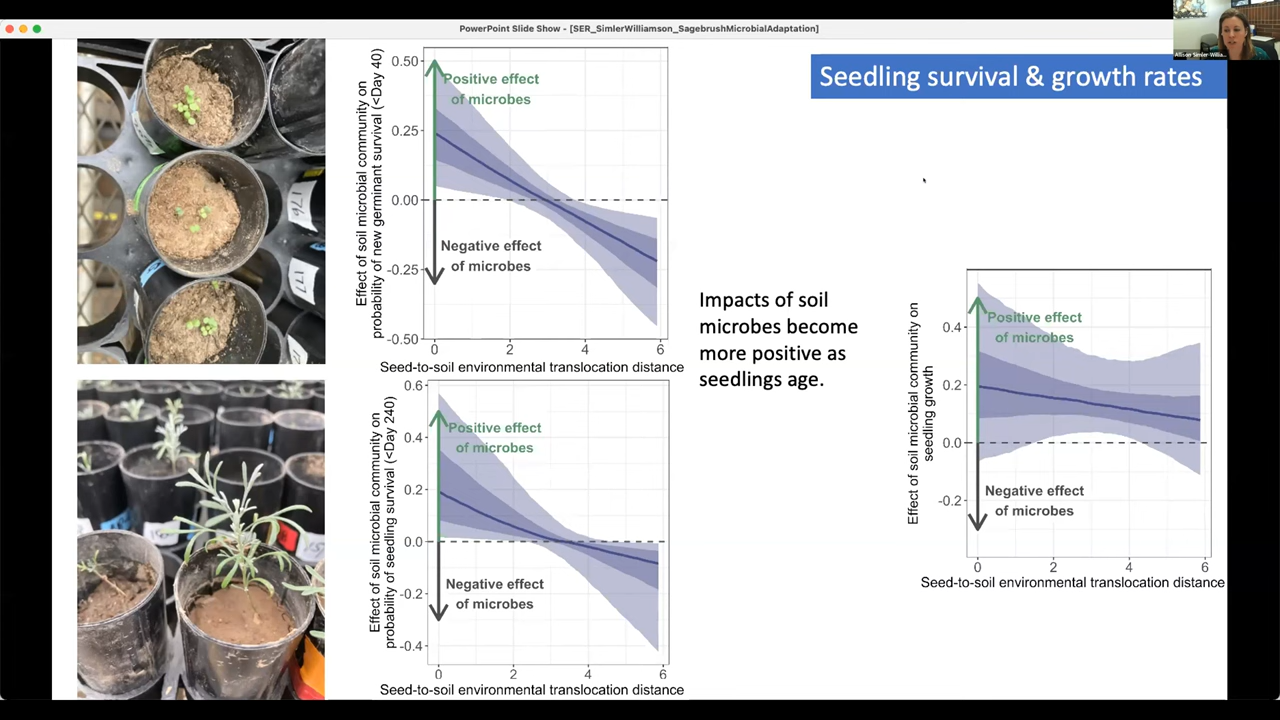 PowerPoint Slide Show - [SER_SimlerWilliamson_SagebrushMicrobialAdaptation]
Seedling survival & growth rates
Effect of soil microbial community on
probability of new germinant survival (<Day 40)
0.50
0.25
0.00
-0.25
-0.50
Positive effect
of microbes
Negative effect
of microbes
0 2 4 6
Seed-to-soil environmental translocation distance
Effect of soil microbial community on
probability of seedling survival (<Day 240)
0.6
0.4
0.2
0.0
-0.2
-0.4
Positive effect
of microbes
Negative effect
of microbes
0 2 4 6
Seed-to-soil environmental translocation distance
Impacts of soil
microbes become
more positive as
seedlings age.
Effect of soil microbial community on
seedling growth
0.4
0.2
0.0
-0.2
Positive effect
of microbes
Negative effect
of microbes
0 2 4 6
Seed-to-soil environmental translocation distance
176
177